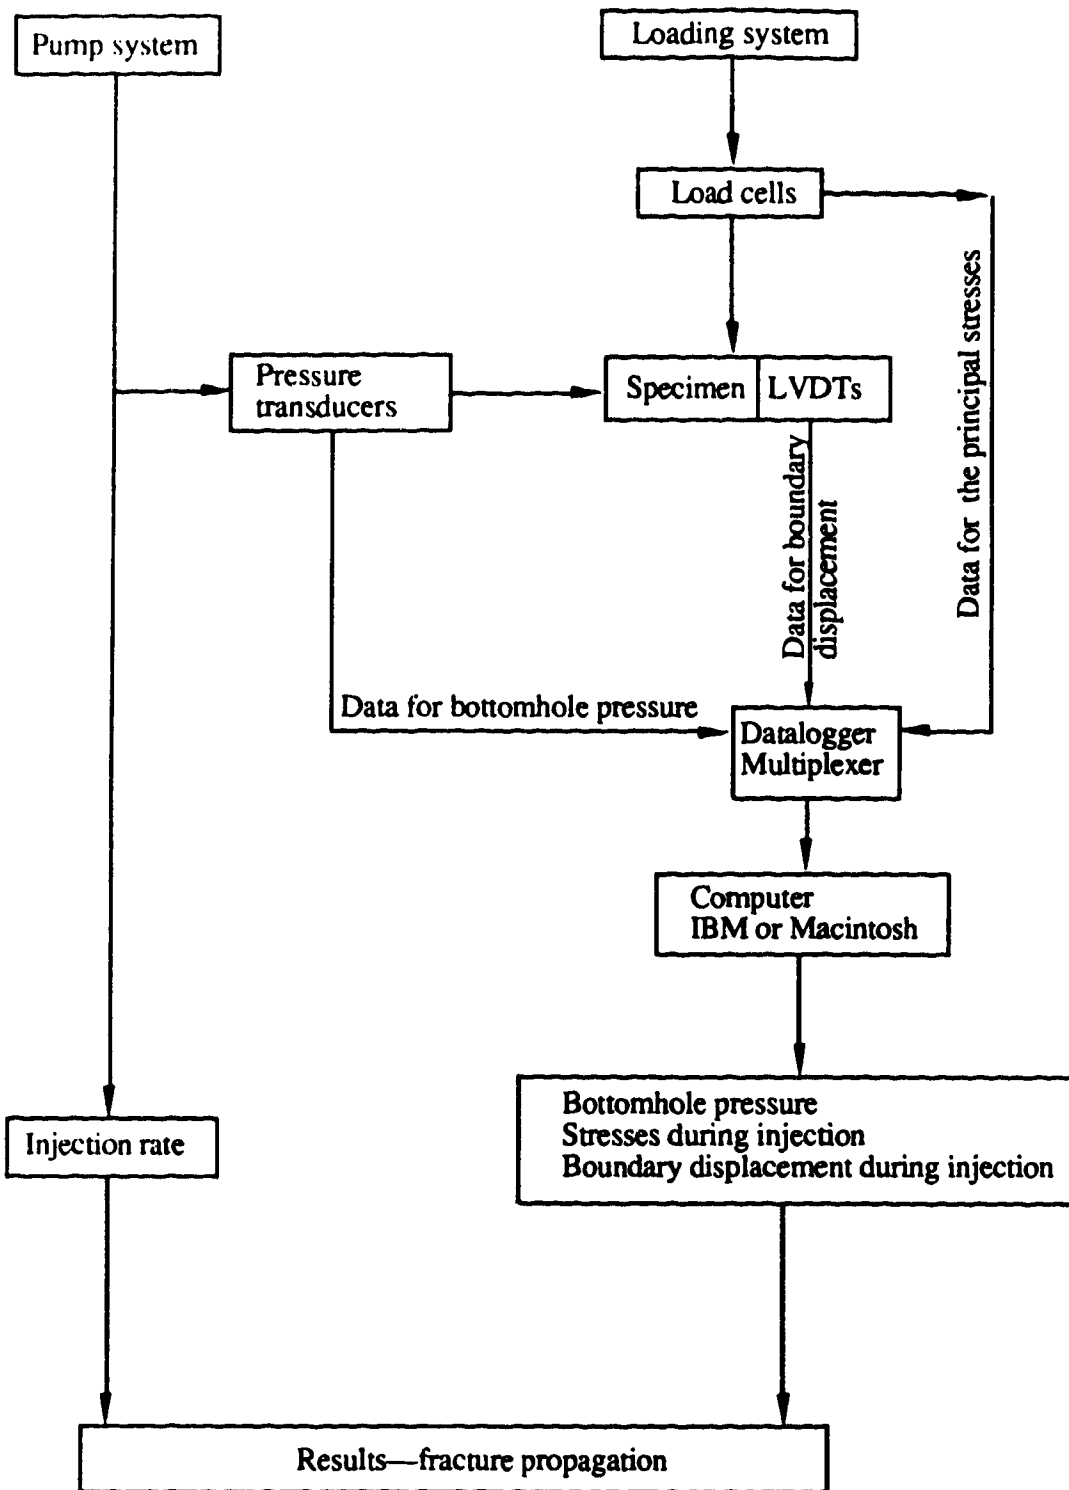 Pump system
Loading system
Load cells
Pressure
transducers
Specimen
LVDTs
Data for the principal stresses
Data for boundary
displacement
Data for bottomhole pressure
Datalogger
Multiplexer
Computer
IBM or Macintosh
Bottomhole pressure
Stresses during injection
Boundary displacement during injection
Injection rate
Results—fracture propagation